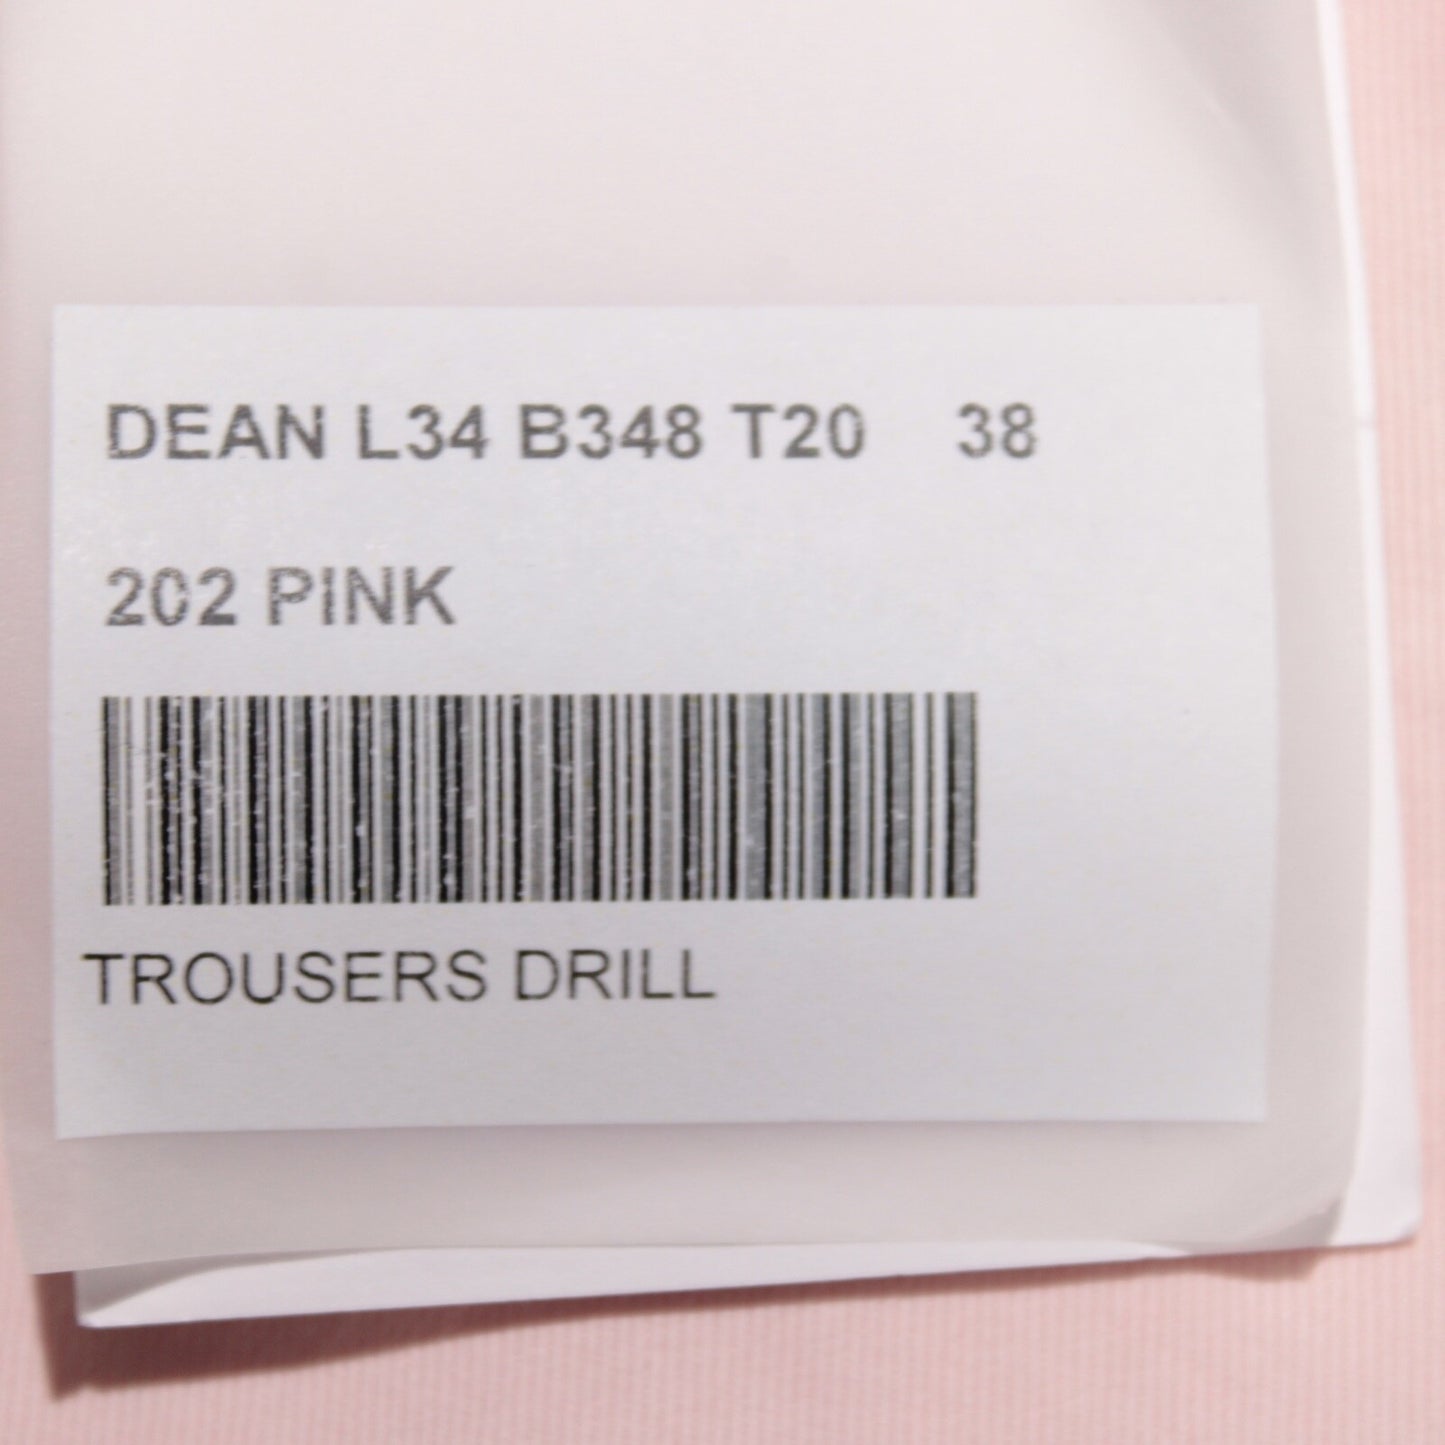 DEAN L34 B348 T20 38
202 PINK
TROUSERS DRILL